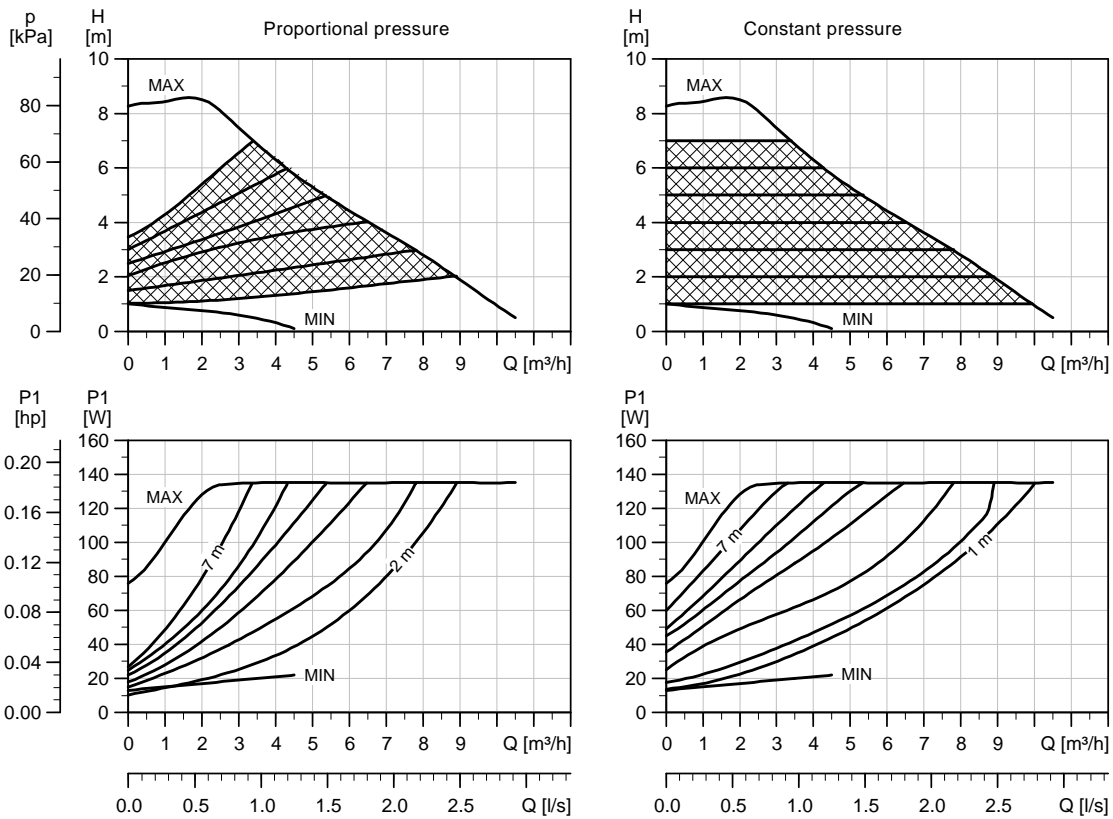 p H Proportional pressure H Constant pressure
[kPa] [m] [m]
10 10
MAX MAX
80 8 8
60 6 6
40 4 4
20 2 2
MIN MIN
0 0 0
0 1 2 3 4 5 6 7 8 9 Q [m³/h] 0 1 2 3 4 5 6 7 8 9 Q [m³/h]
P1 P1 P1
[hp] [W] [W]
160 160
0.20 140 140
MAX MAX
0.16 120 120
7 m 2 m 7 m 1 m
0.12 100 100
0.08 80 80
60 60
0.04 40 40
MIN MIN
20 20
0.00 0 0
0 1 2 3 4 5 6 7 8 9 Q [m³/h] 0 1 2 3 4 5 6 7 8 9 Q [m³/h]
0.0 0.5 1.0 1.5 2.0 2.5 Q [l/s] 0.0 0.5 1.0 1.5 2.0 2.5 Q [l/s]